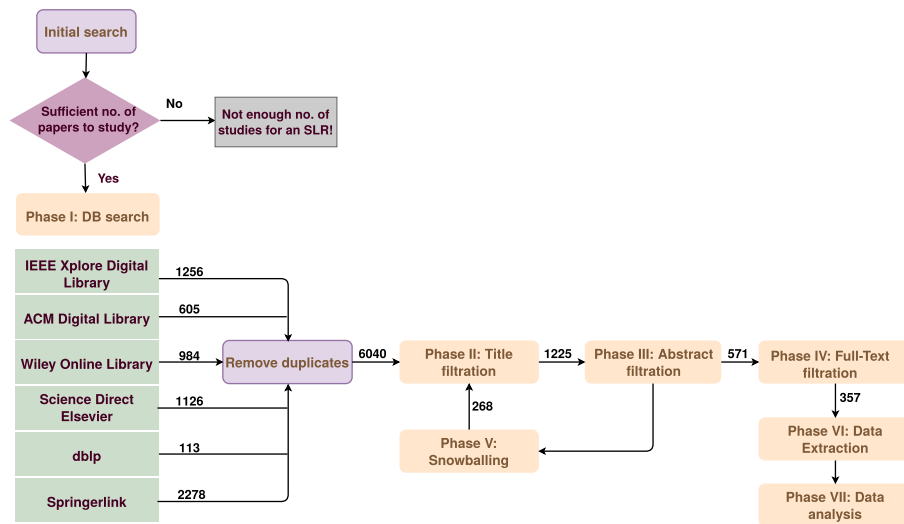 Initial search
Sufficient no. of
papers to study?
No
Not enough no. of
studies for an SLR!
Yes
Phase I: DB search
IEEE Xplore Digital
Library
1256
ACM Digital Library
605
Wiley Online Library
984
Science Direct
Elsevier
1126
dblp
113
Springerlink
2278
Remove duplicates
6040
Phase II: Title
filtration
1225
Phase III: Abstract
filtration
571
Phase IV: Full-Text
filtration
268
Phase V:
Snowballing
357
Phase VI: Data
Extraction
Phase VII: Data
analysis